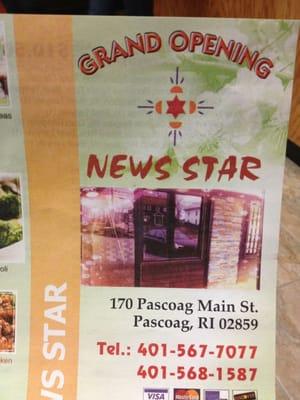 GRAND OPENING
NEWS STAR
170 Pascoag Main St.
Pascoag, RI 02859
Tel.: 401-567-7077
401-568-1587
VISA